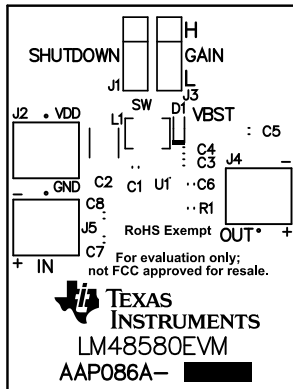 H
SHUTDOWN GAIN
J1 L
J3
SW
J2 VDD L1 D1 VBST
C5
C4
C3 J4 -
- GND C2 C1 U1 C6
C8
J5 R1
RoHS Exempt OUT +
C7
+ IN
For evaluation only;
not FCC approved for resale.
TEXAS
INSTRUMENTS
LM48580EVM
AAP086A-